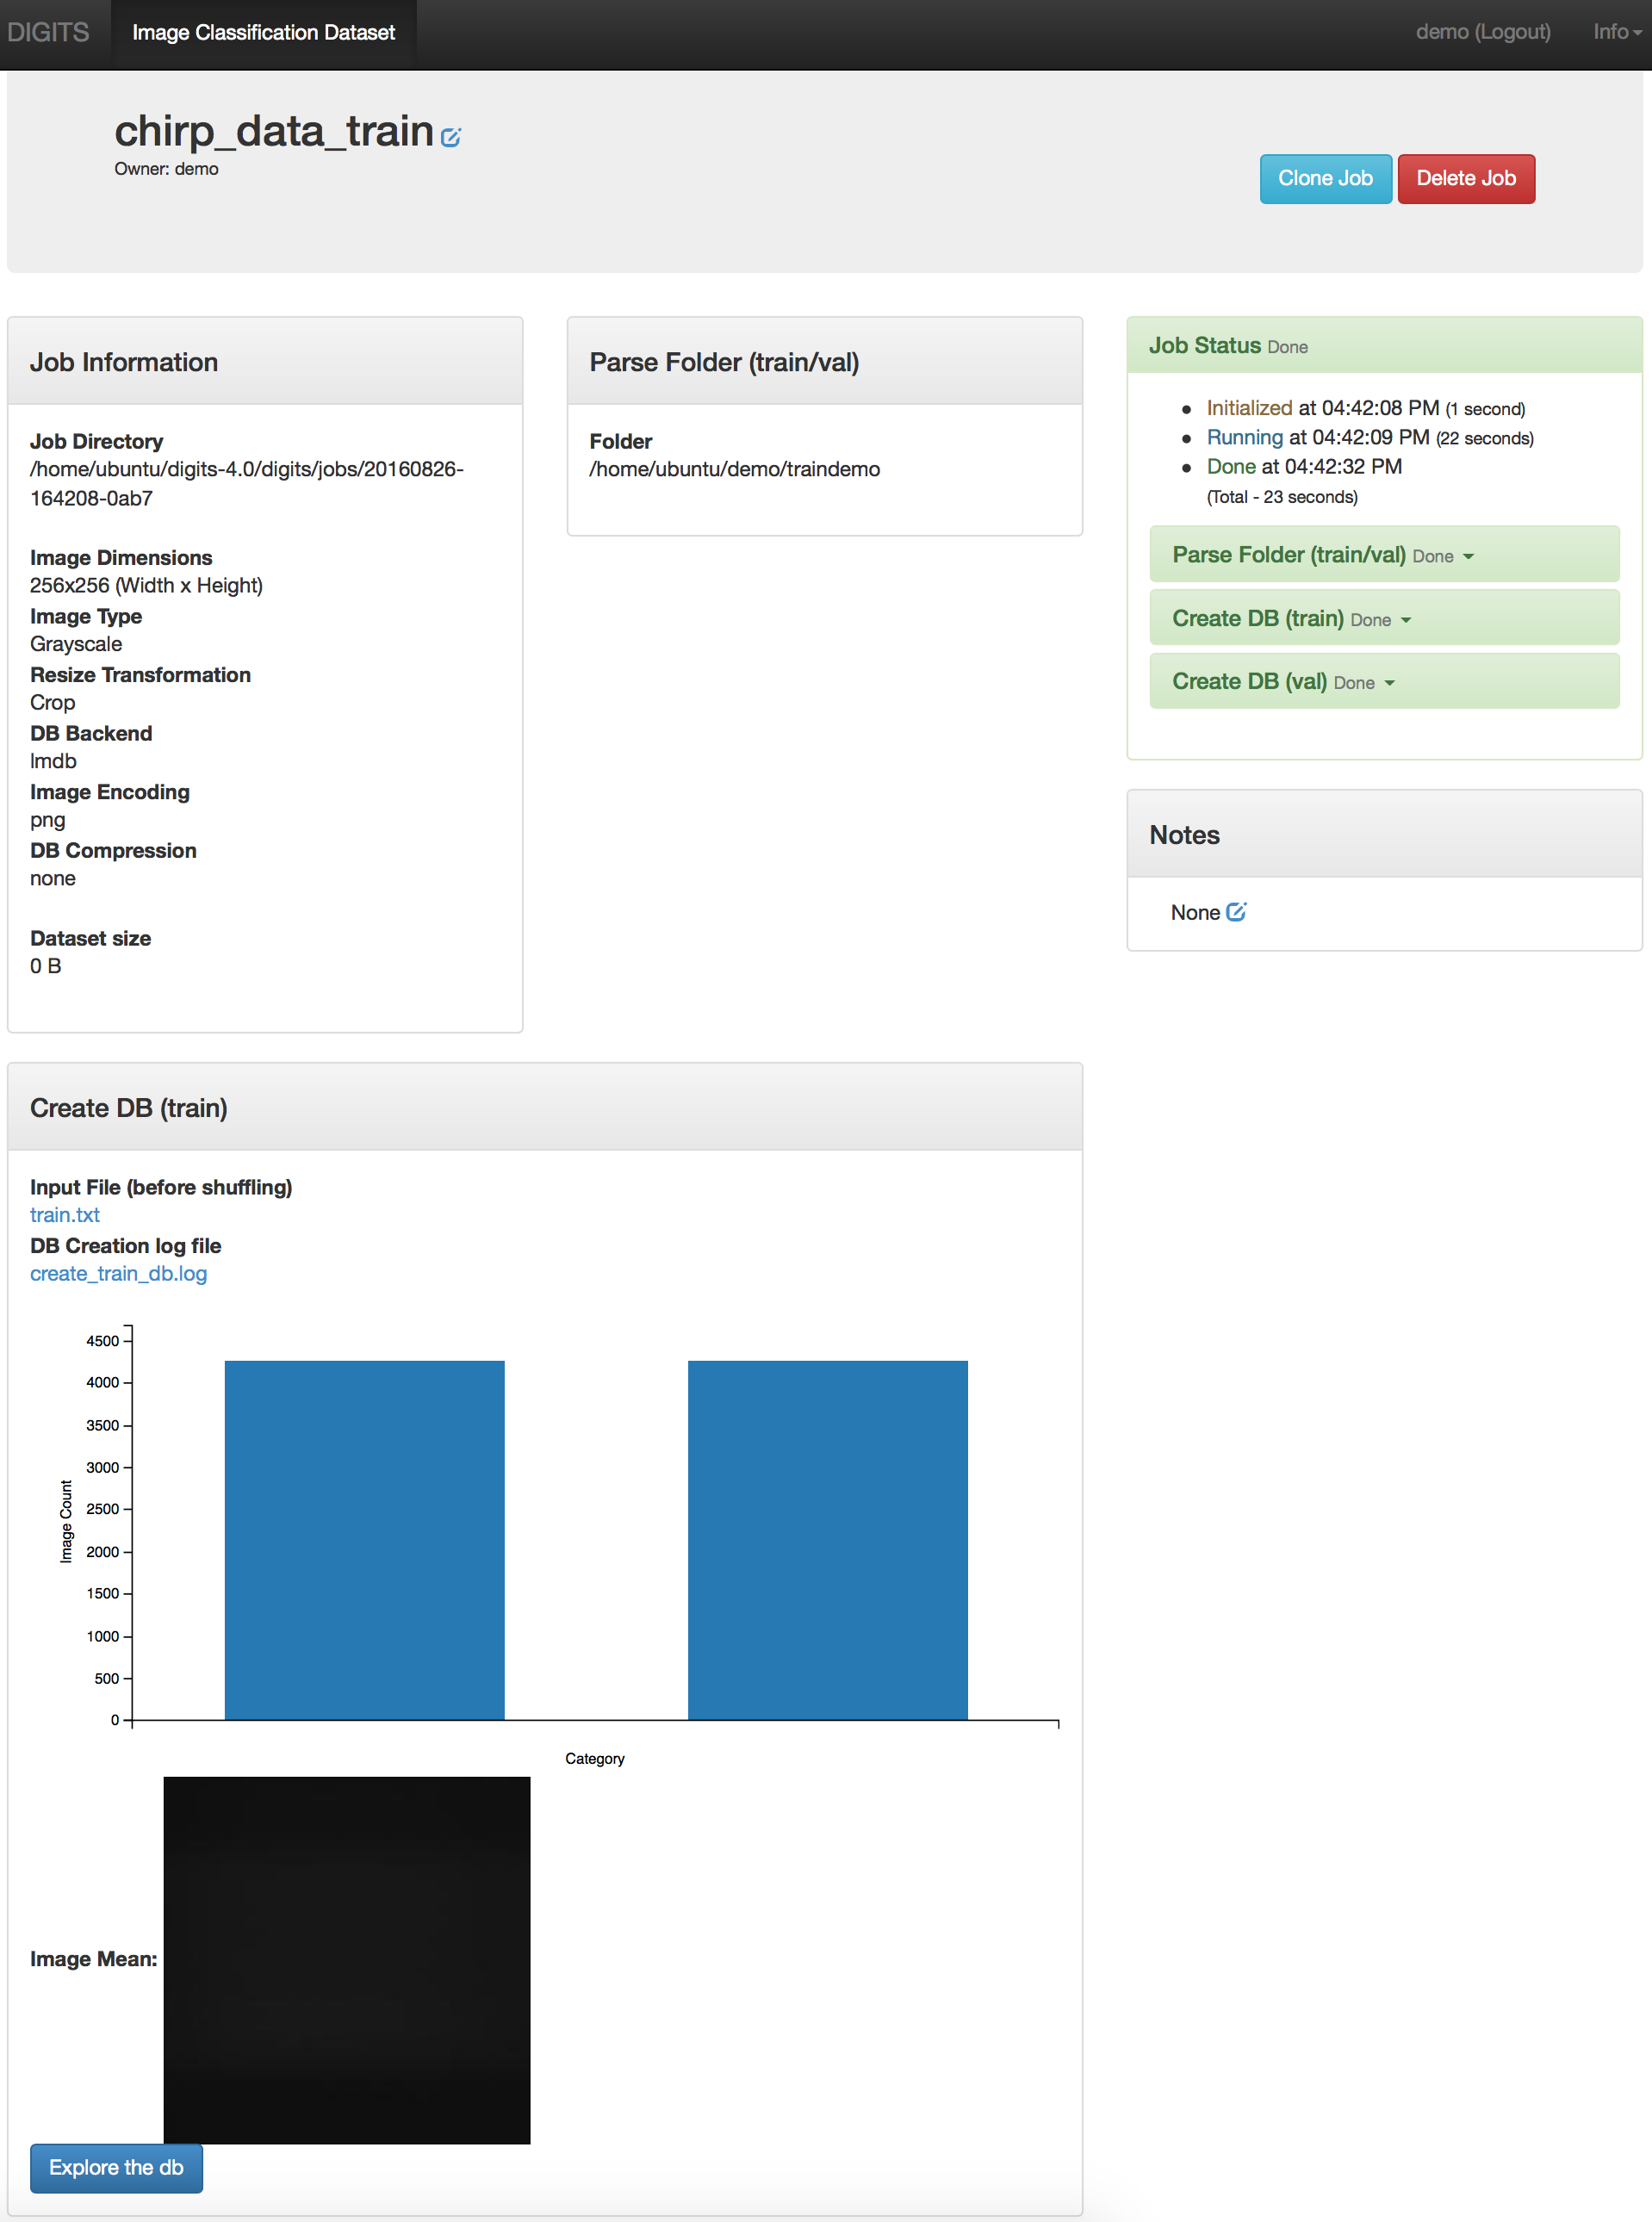 DIGITS Image Classification Dataset demo (Logout) Info
chirp_data_train
Owner: demo
Clone Job Delete Job
Job Information
Job Directory
/home/ubuntu/digits-4.0/digits/jobs/20160826-
164208-0ab7
Image Dimensions
256x256 (Width x Height)
Image Type
Grayscale
Resize Transformation
Crop
DB Backend
lmdb
Image Encoding
png
DB Compression
none
Dataset size
0 B
Parse Folder (train/val)
Folder
/home/ubuntu/demo/traindemo
Job Status Done
Initialized at 04:42:08 PM (1 second)
Running at 04:42:09 PM (22 seconds)
Done at 04:42:32 PM
(Total - 23 seconds)
Parse Folder (train/val) Done
Create DB (train) Done
Create DB (val) Done
Notes
None
Create DB (train)
Input File (before shuffling)
train.txt
DB Creation log file
create_train_db.log
4500
4000
3500
3000
2500
2000
1500
1000
500
0
Image Count
Category
Image Mean:
Explore the db